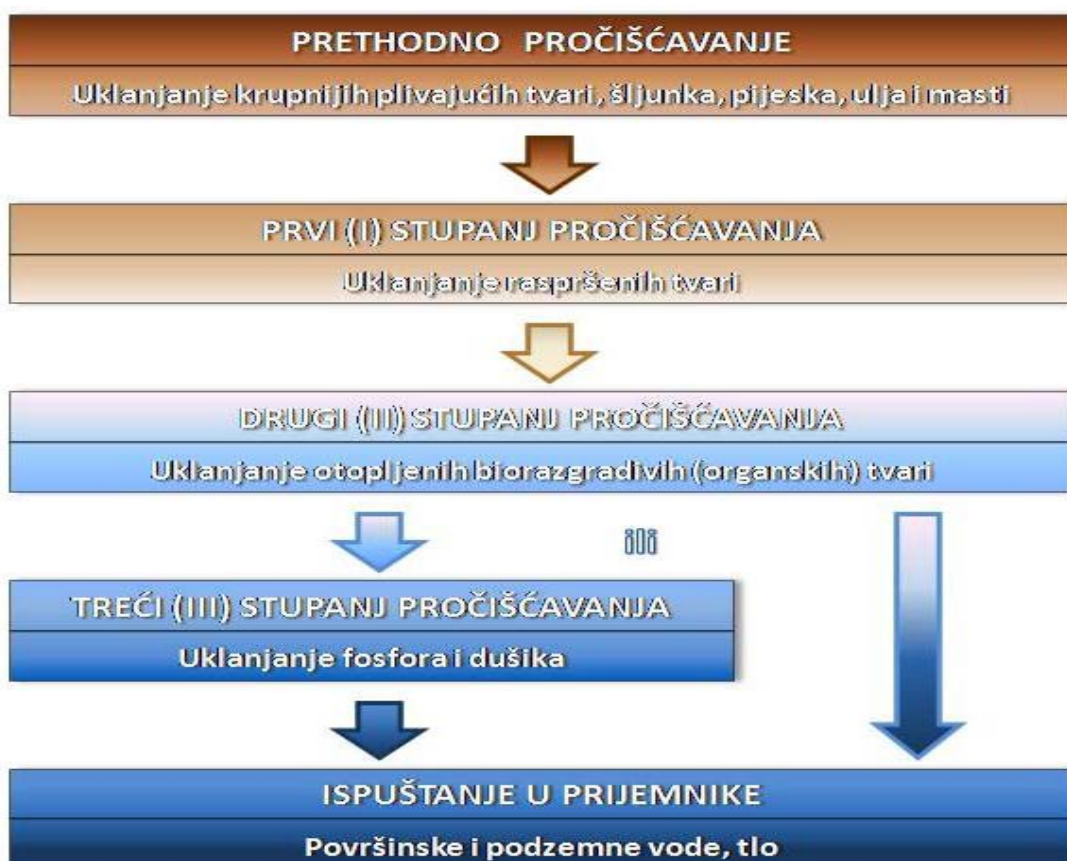 PRETHODNO PROČIŠĆAVANJE
Uklanjanje krupnijih plivajućih tvari, šljunka, pijeska, ulja i masti
PRVI (I) STUPANJ PROČIŠĆAVANJA
Uklanjanje raspršenih tvari
DRUGI (II) STUPANJ PROČIŠĆAVANJA
Uklanjanje otopljenih biorazgradivih (organskih) tvari
ili
TREĆI (III) STUPANJ PROČIŠĆAVANJA
Uklanjanje fosfora i dušika
ISPUŠTANJE U PRIJEMNIKE
Površinske i podzemne vode, tlo